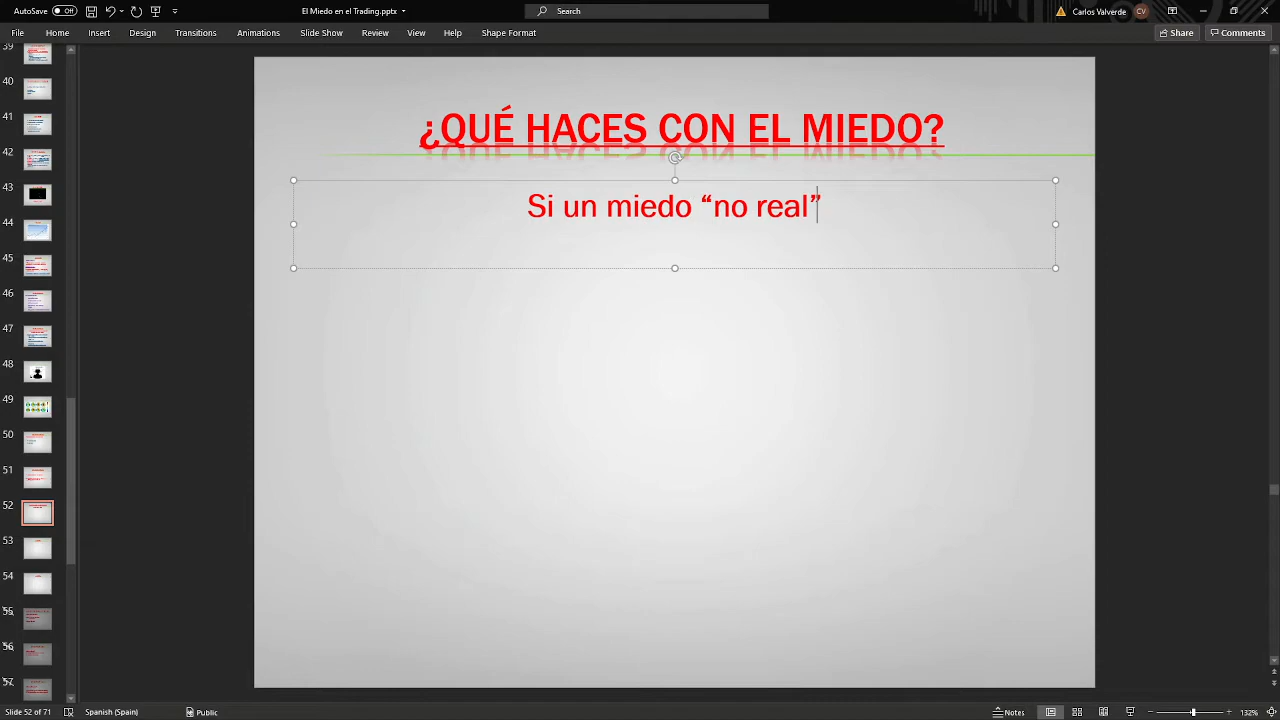 AutoSave Off
El Miedo en el Trading.pptx
Search
Carlos Valverde CV
File Home Insert Design Transitions Animations Slide Show Review View Help Shape Format
Share Comments
¿QUÉ HACES CON EL MIEDO?
Si un miedo “no real”
40
41
42
43
44
45
46
47
48
49
50
51
52
53
54
55
56
57
Slide 52 of 71 Spanish (Spain) Public
Notes 132%